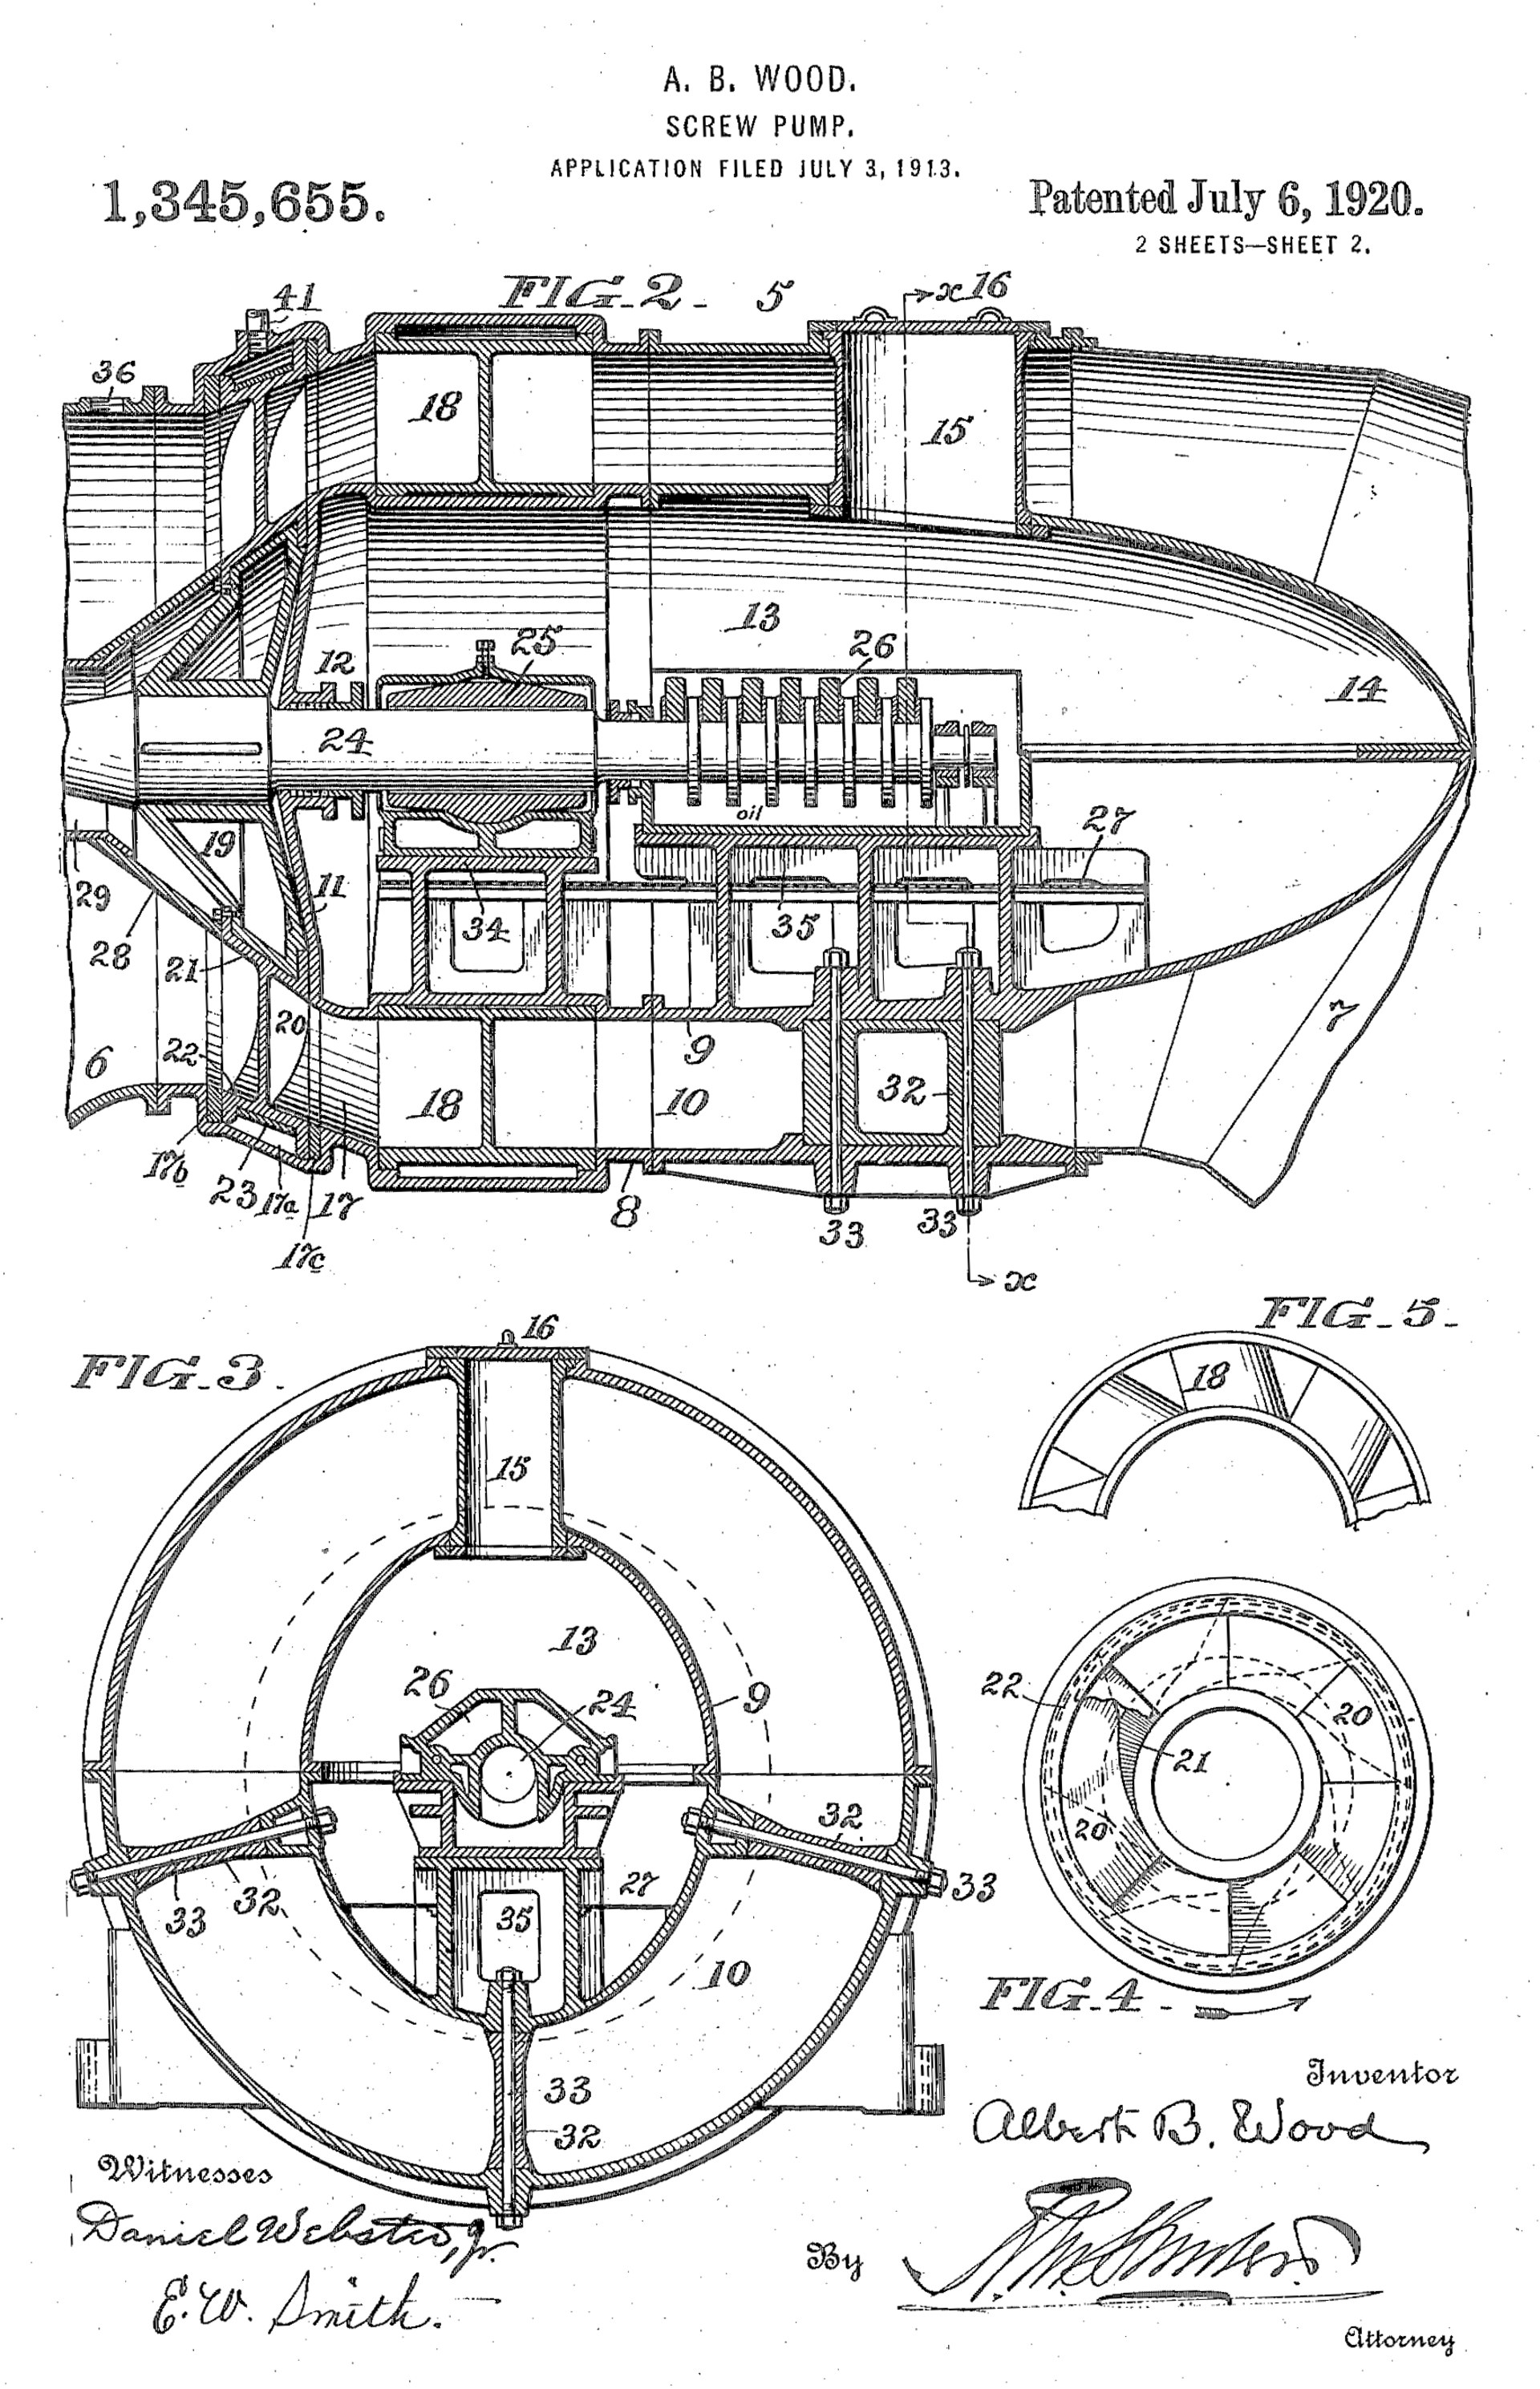 A. B. WOOD.
SCREW PUMP.
APPLICATION FILED JULY 3, 1913.
1,345,655.
Patented July 6, 1920.
2 SHEETS—SHEET 2.
FIG. 2.
5
x
16
41
36
18
15
13
12
25
26
14
24
oil
27
19
11
29
34
35
28
21
20
22
6
9
7
18
10
32
17b
23
17a
17
8
33
33
17c
x
FIG. 3.
16
FIG. 5.
18
15
13
26
24
9
22
20
21
20
32
33
32
27
33
35
10
FIG. 4.
33
32
Inventor
Albert B. Wood
Witnesses
Daniel Webster, Jr.
E. W. Smith.
By
Attorney